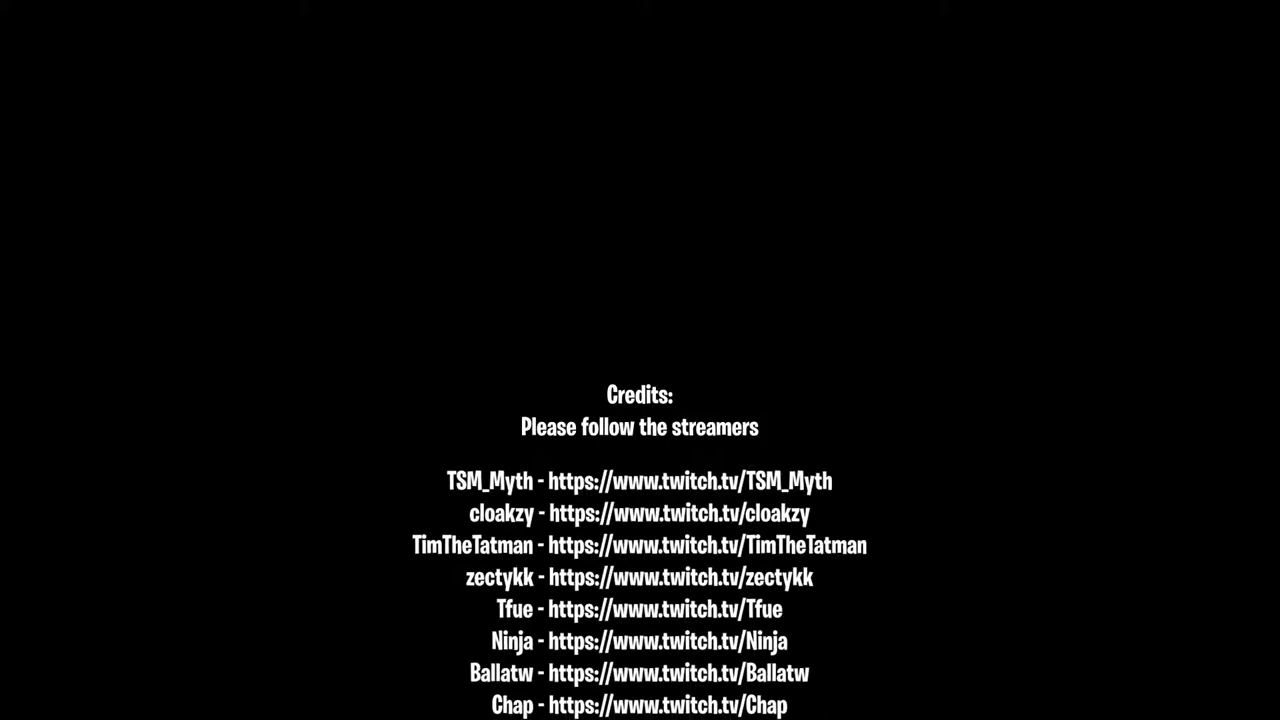 Credits:
Please follow the streamers
TSM_Myth - https://www.twitch.tv/TSM_Myth
cloakzy - https://www.twitch.tv/cloakzy
TimTheTatman - https://www.twitch.tv/TimTheTatman
zectykk - https://www.twitch.tv/zectykk
Tfue - https://www.twitch.tv/Tfue
Ninja - https://www.twitch.tv/Ninja
Ballatw - https://www.twitch.tv/Ballatw
Chap - https://www.twitch.tv/Chap